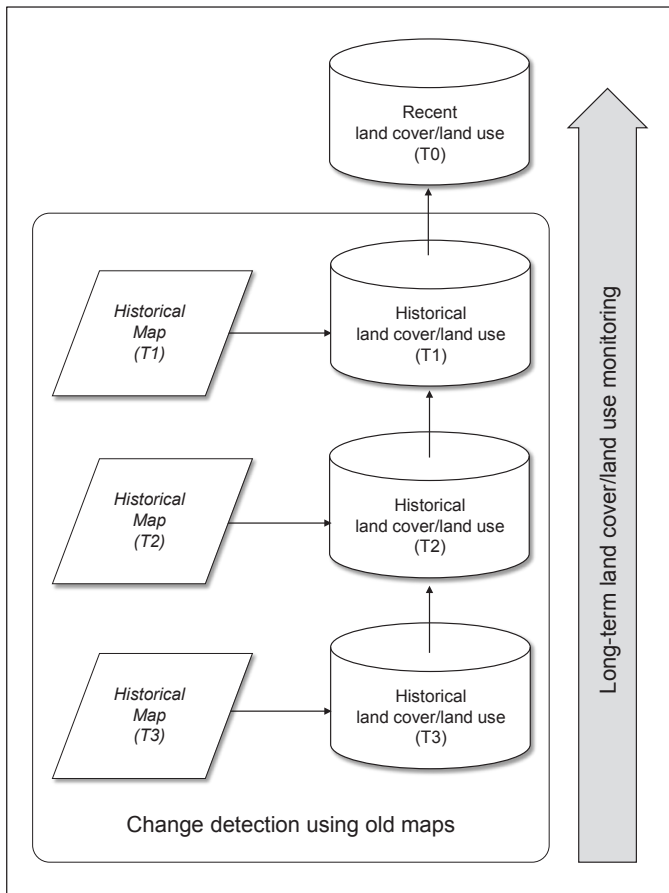 Recent
land cover/land use
(T0)
Historical
Map
(T1)
Historical
land cover/land use
(T1)
Historical
Map
(T2)
Historical
land cover/land use
(T2)
Historical
Map
(T3)
Historical
land cover/land use
(T3)
Change detection using old maps
Long-term land cover/land use monitoring